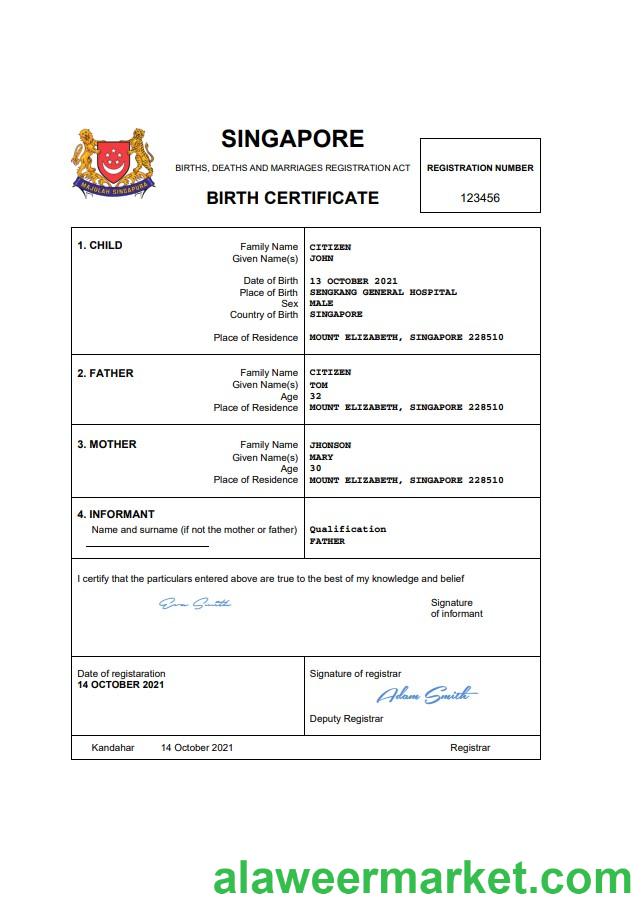 SINGAPORE
BIRTHS, DEATHS AND MARRIAGES REGISTRATION ACT
BIRTH CERTIFICATE
REGISTRATION NUMBER
123456
MAJULAH SINGAPURA
1. CHILD
Family Name CITIZEN
Given Name(s) JOHN
Date of Birth 13 OCTOBER 2021
Place of Birth SENGKANG GENERAL HOSPITAL
Sex MALE
Country of Birth SINGAPORE
Place of Residence MOUNT ELIZABETH, SINGAPORE 228510
2. FATHER
Family Name CITIZEN
Given Name(s) TOM
Age 32
Place of Residence MOUNT ELIZABETH, SINGAPORE 228510
3. MOTHER
Family Name JHONSON
Given Name(s) MARY
Age 30
Place of Residence MOUNT ELIZABETH, SINGAPORE 228510
4. INFORMANT
Name and surname (if not the mother or father) Qualification
FATHER
I certify that the particulars entered above are true to the best of my knowledge and belief
Eva Smith
Signature
of informant
Date of registaration
14 OCTOBER 2021
Signature of registrar
Adam Smith
Deputy Registrar
Kandahar 14 October 2021 Registrar
alaweermarket.com